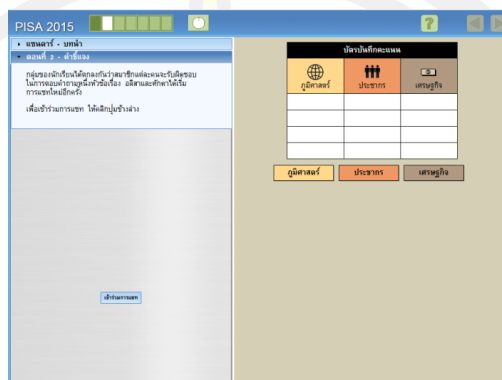 PISA 2015
?
แซนดาร์ - บทนำ
ตอนที่ 2 - คำชี้แจง
กลุ่มของนักเรียนได้ตกลงกันว่าสมาชิกแต่ละคนจะรับผิดชอบ
ในการตอบคำถามหนึ่งหัวข้อเรื่อง อลิสาและศักดาได้เริ่ม
การแชทใหม่อีกครั้ง
เพื่อเข้าร่วมการแชท ให้คลิกปุ่มข้างล่าง
เข้าร่วมการแชท
บัตรบันทึกคะแนน
ภูมิศาสตร์ ประชากร เศรษฐกิจ
ภูมิศาสตร์ ประชากร เศรษฐกิจ